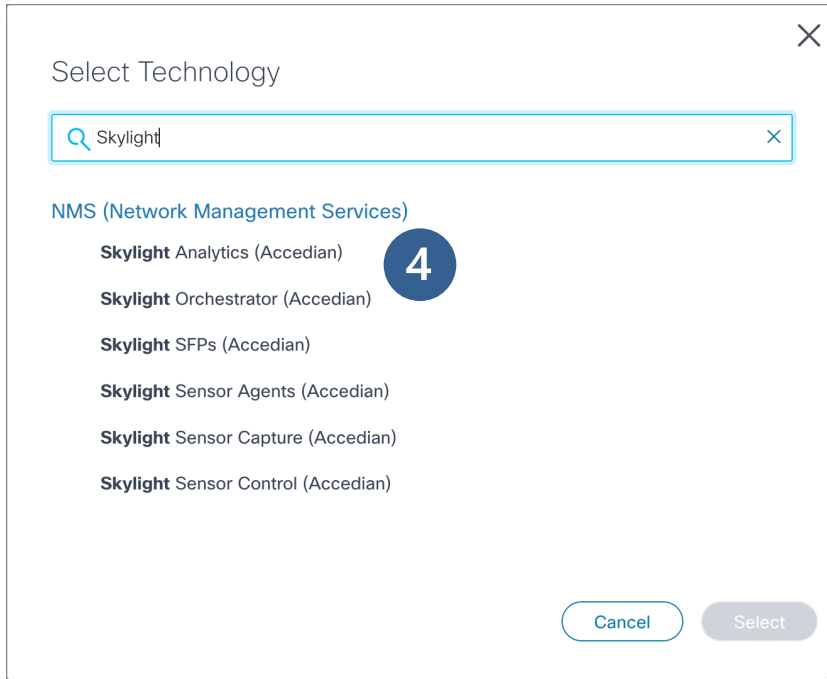 Select Technology
Skylight
NMS (Network Management Services)
Skylight Analytics (Accedian)
4
Skylight Orchestrator (Accedian)
Skylight SFPs (Accedian)
Skylight Sensor Agents (Accedian)
Skylight Sensor Capture (Accedian)
Skylight Sensor Control (Accedian)
Cancel
Select